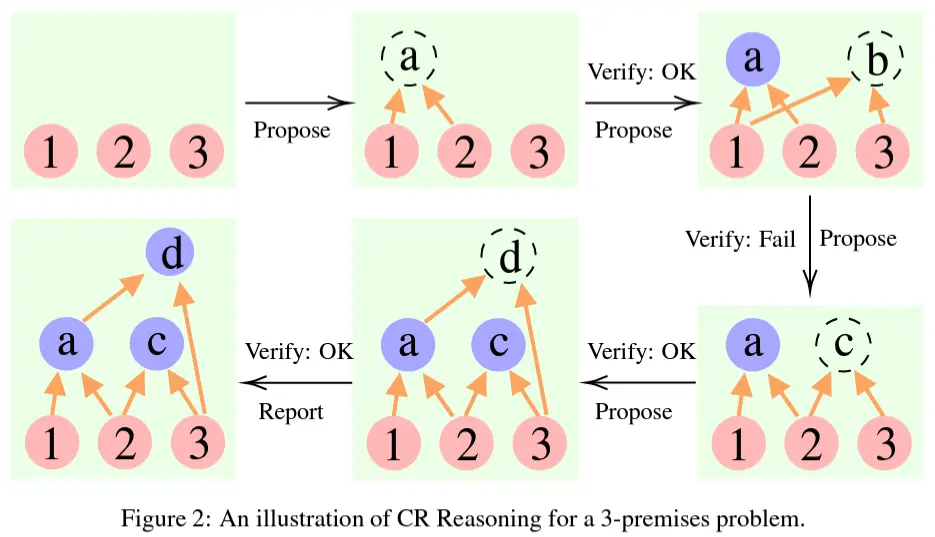 1 2 3
Propose
a
1 2 3
Verify: OK
Propose
a b
1 2 3
Verify: Fail Propose
a c
1 2 3
Verify: OK
Propose
d
a c
1 2 3
Verify: OK
Report
d
a c
1 2 3
Figure 2: An illustration of CR Reasoning for a 3-premises problem.